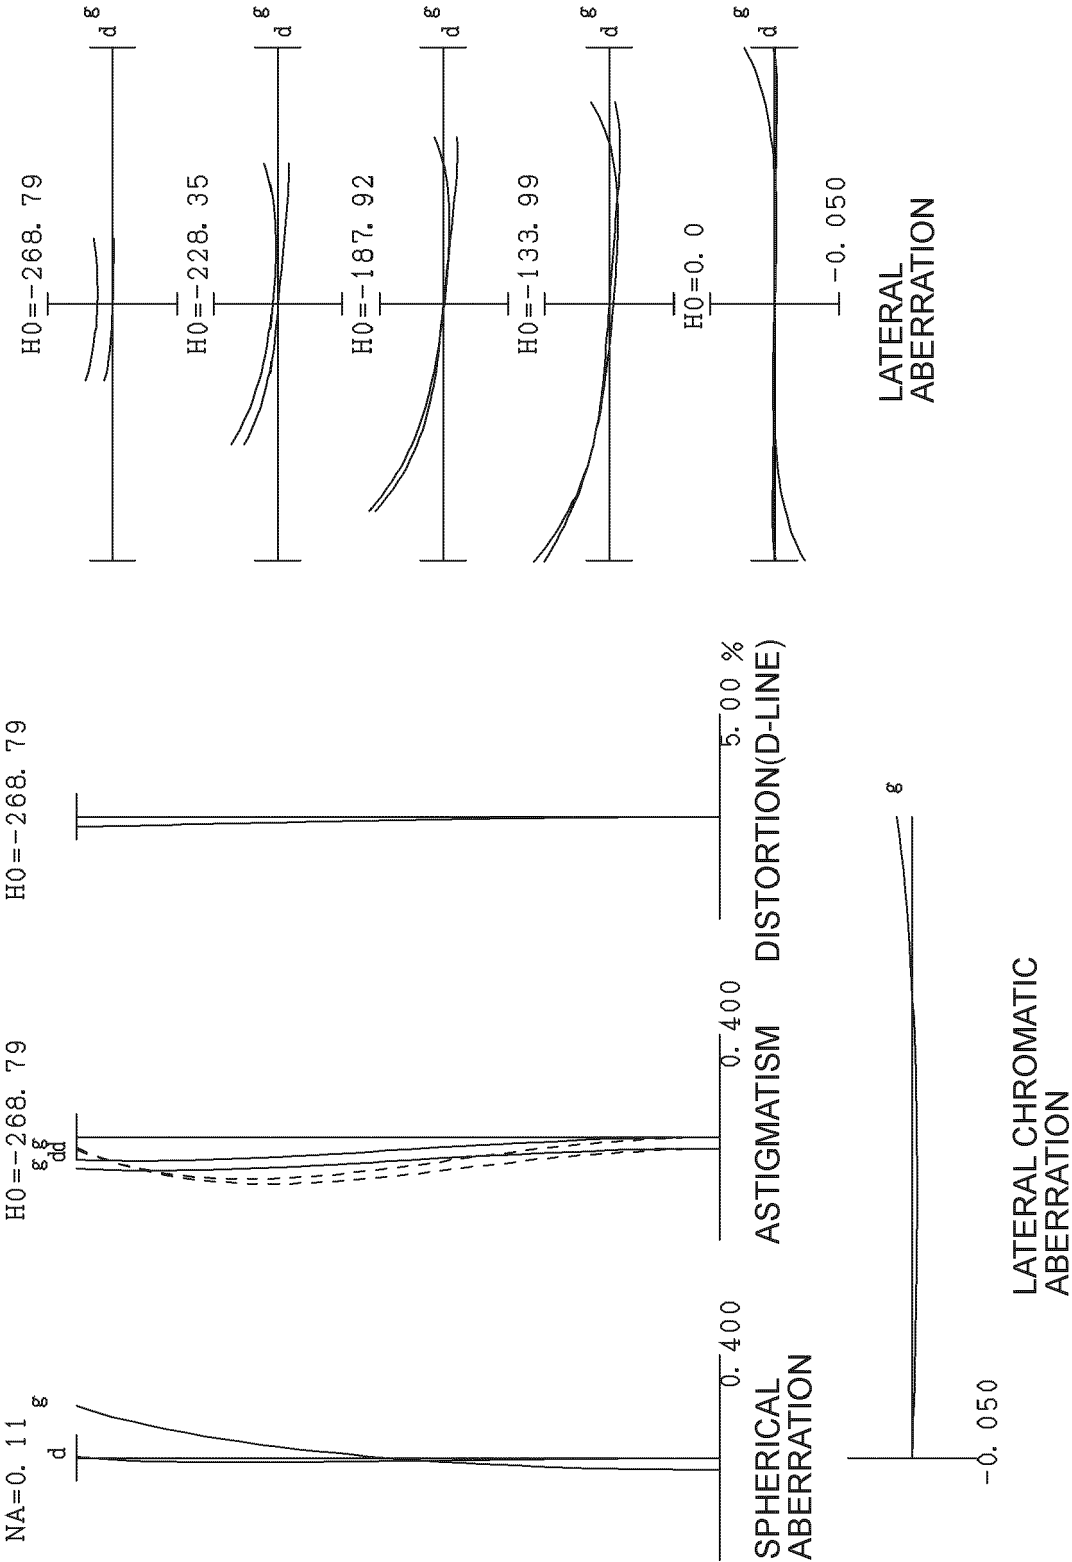 NA=0. 11
d
g
0. 400
SPHERICAL
ABERRATION
H0=-268. 79
g g
dd
0. 400
ASTIGMATISM
H0=-268. 79
5. 00 %
DISTORTION(D-LINE)
-0. 050
g
LATERAL CHROMATIC
ABERRATION
H0=-268. 79
g
d
H0=-228. 35
g
d
H0=-187. 92
g
d
H0=-133. 99
g
d
H0=0. 0
g
d
-0. 050
LATERAL
ABERRATION